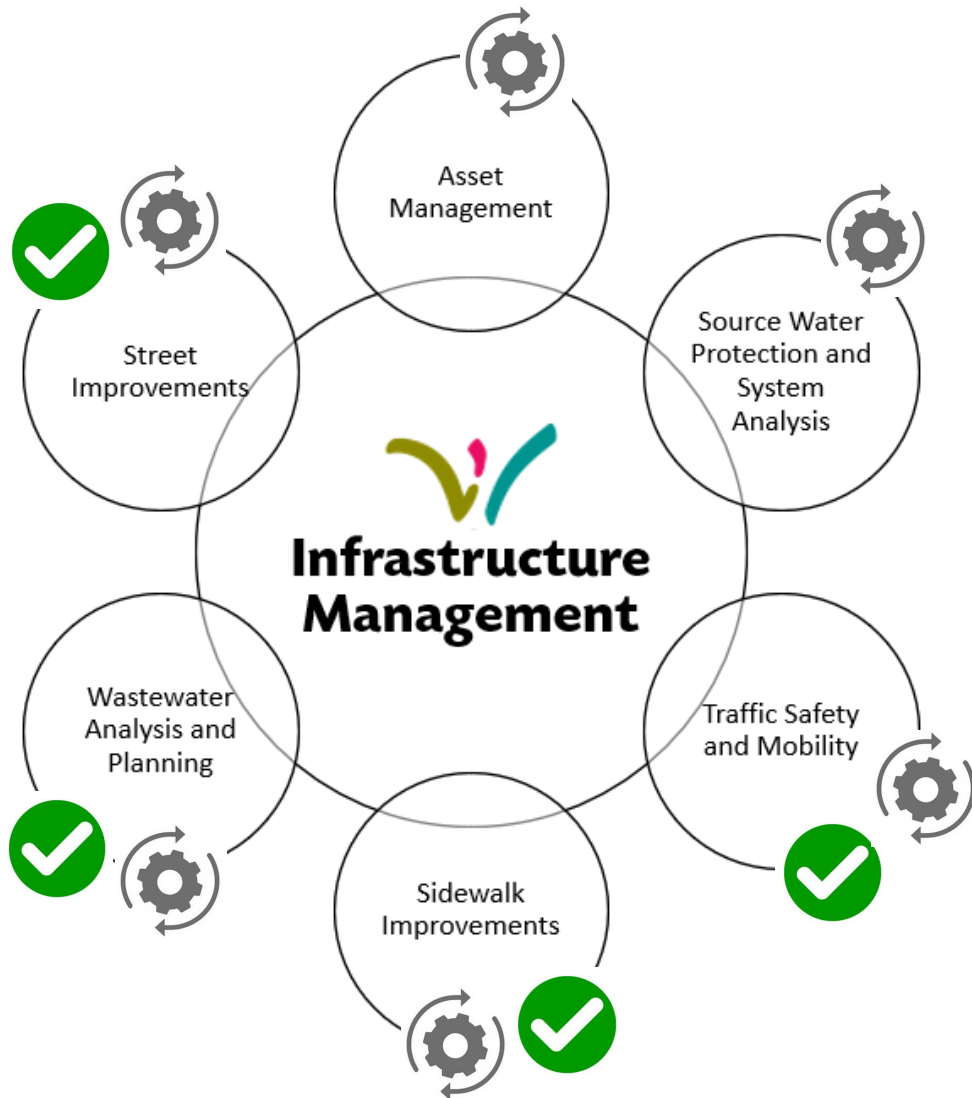 Asset
Management
Source Water
Protection and
System
Analysis
Street
Improvements
Infrastructure
Management
Wastewater
Analysis and
Planning
Traffic Safety
and Mobility
Sidewalk
Improvements